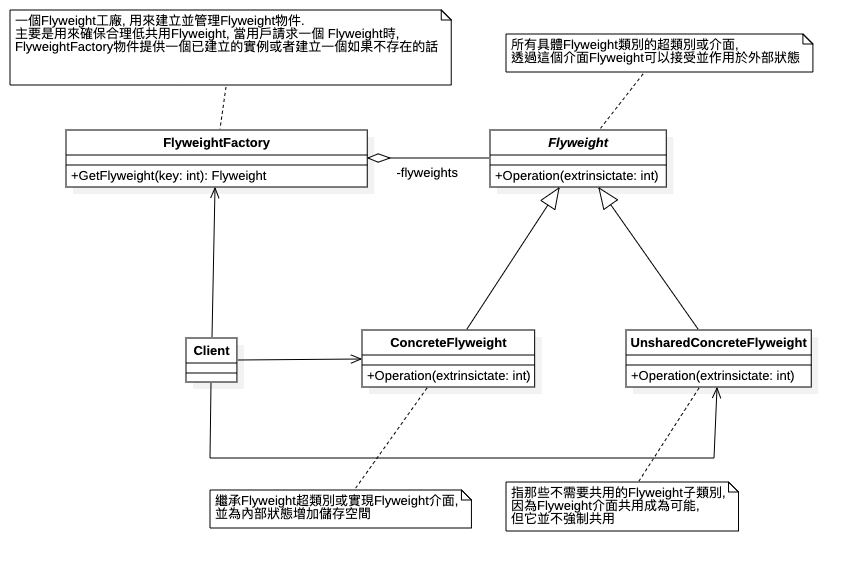 一個Flyweight工廠, 用來建立並管理Flyweight物件.
主要是用來確保合理低共用Flyweight, 當用戶請求一個 Flyweight時,
FlyweightFactory物件提供一個已建立的實例或者建立一個如果不存在的話
所有具體Flyweight類別的超類別或介面,
透過這個介面Flyweight可以接受並作用於外部狀態
FlyweightFactory
+GetFlyweight(key: int): Flyweight
-flyweights
Flyweight
+Operation(extrinsictate: int)
Client
ConcreteFlyweight
+Operation(extrinsictate: int)
UnsharedConcreteFlyweight
+Operation(extrinsictate: int)
繼承Flyweight超類別或實現Flyweight介面,
並為內部狀態增加儲存空間
指那些不需要共用的Flyweight子類別,
因為Flyweight介面共用成為可能,
但它並不強制共用